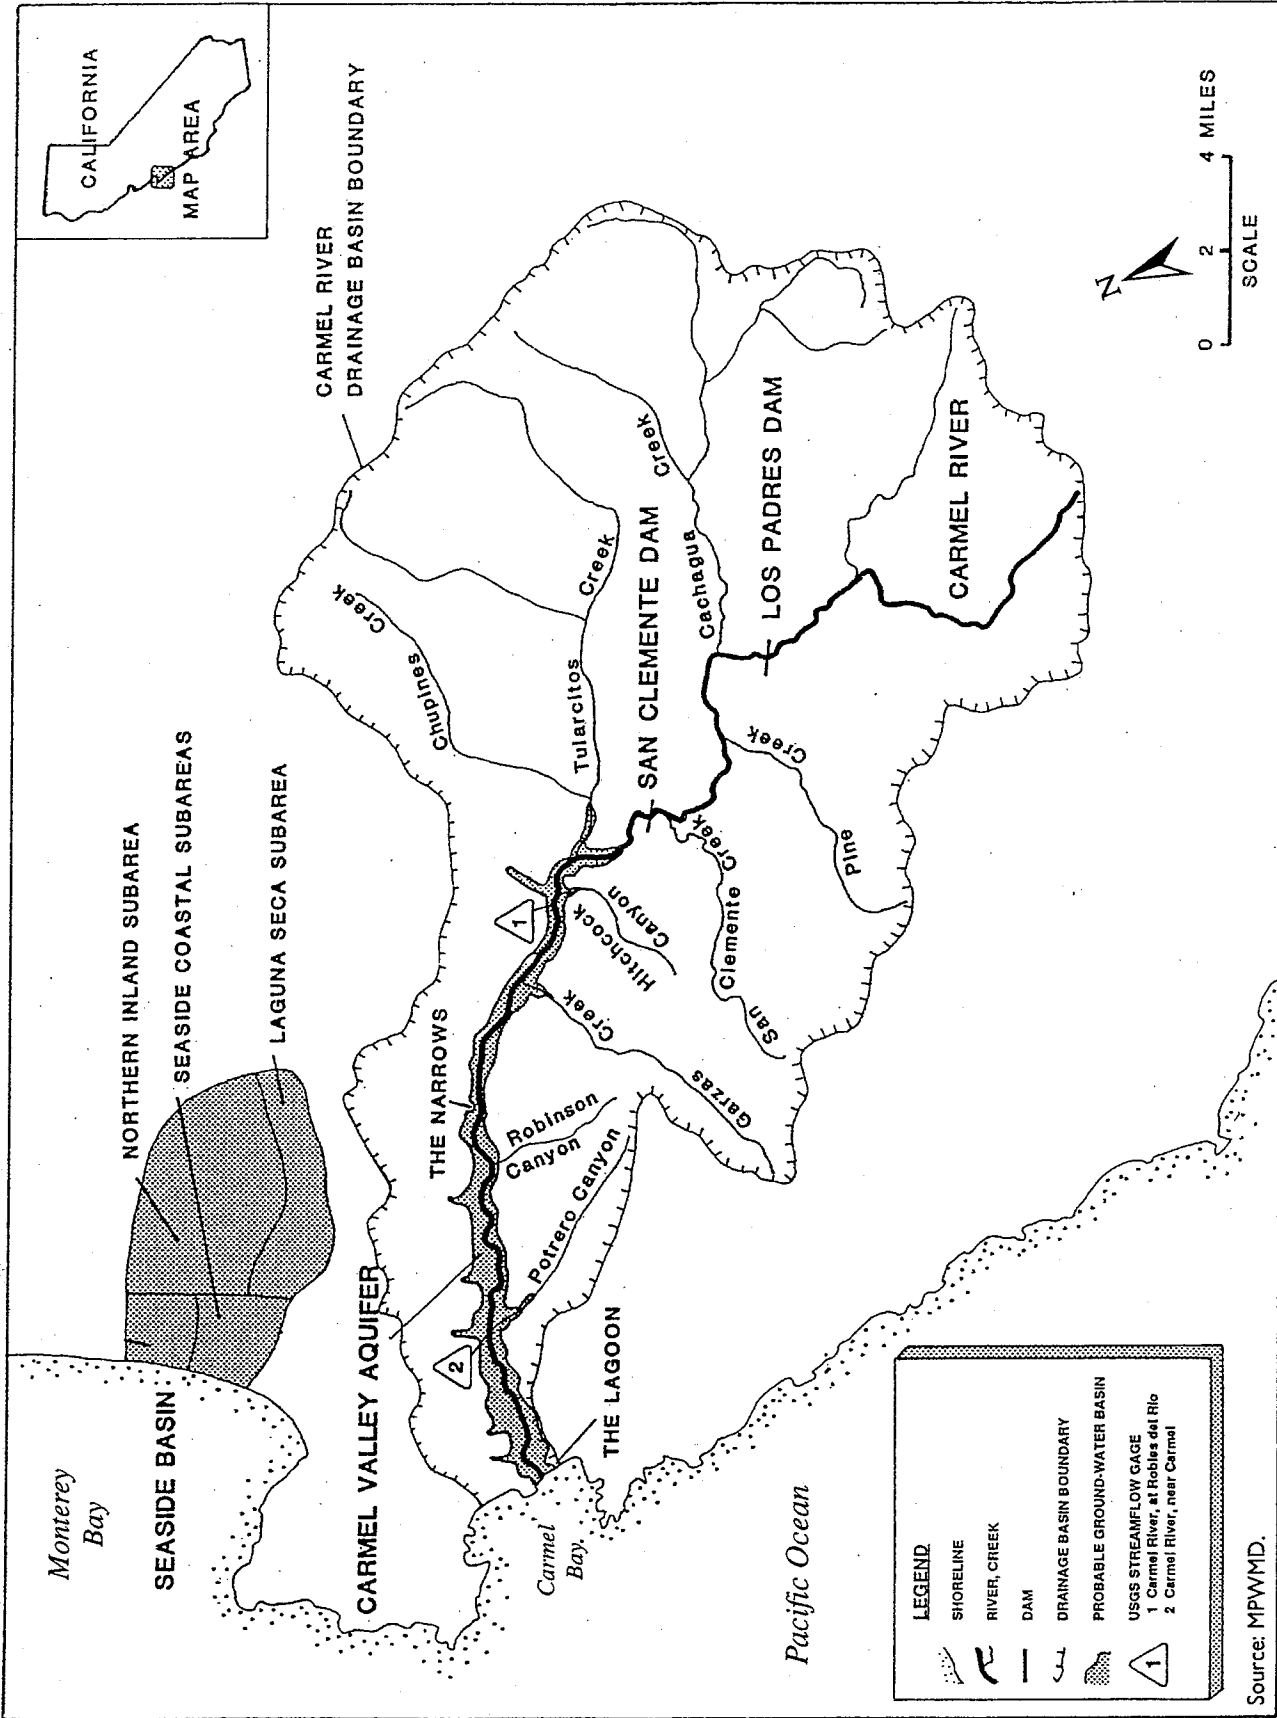 CALIFORNIA
MAP AREA
CARMEL RIVER
DRAINAGE BASIN BOUNDARY
NORTHERN INLAND SUBAREA
SEASIDE COASTAL SUBAREAS
LAGUNA SECA SUBAREA
Monterey
Bay
SEASIDE BASIN
CARMEL VALLEY AQUIFER
THE NARROWS
Chupines Creek
Tularcitos Creek
SAN CLEMENTE DAM
Cachagua Creek
LOS PADRES DAM
CARMEL RIVER
1
2
Hitchcock
Canyon
Garzas Creek
Robinson
Canyon
Potrero Canyon
San Clemente Creek
Pine Creek
THE LAGOON
Carmel
Bay.
Pacific Ocean
N
0 2 4 MILES
SCALE
LEGEND
SHORELINE
RIVER, CREEK
DAM
DRAINAGE BASIN BOUNDARY
PROBABLE GROUND-WATER BASIN
1
USGS STREAMFLOW GAGE
1 Carmel River, at Robles del Rio
2 Carmel River, near Carmel
Source: MPWMD.